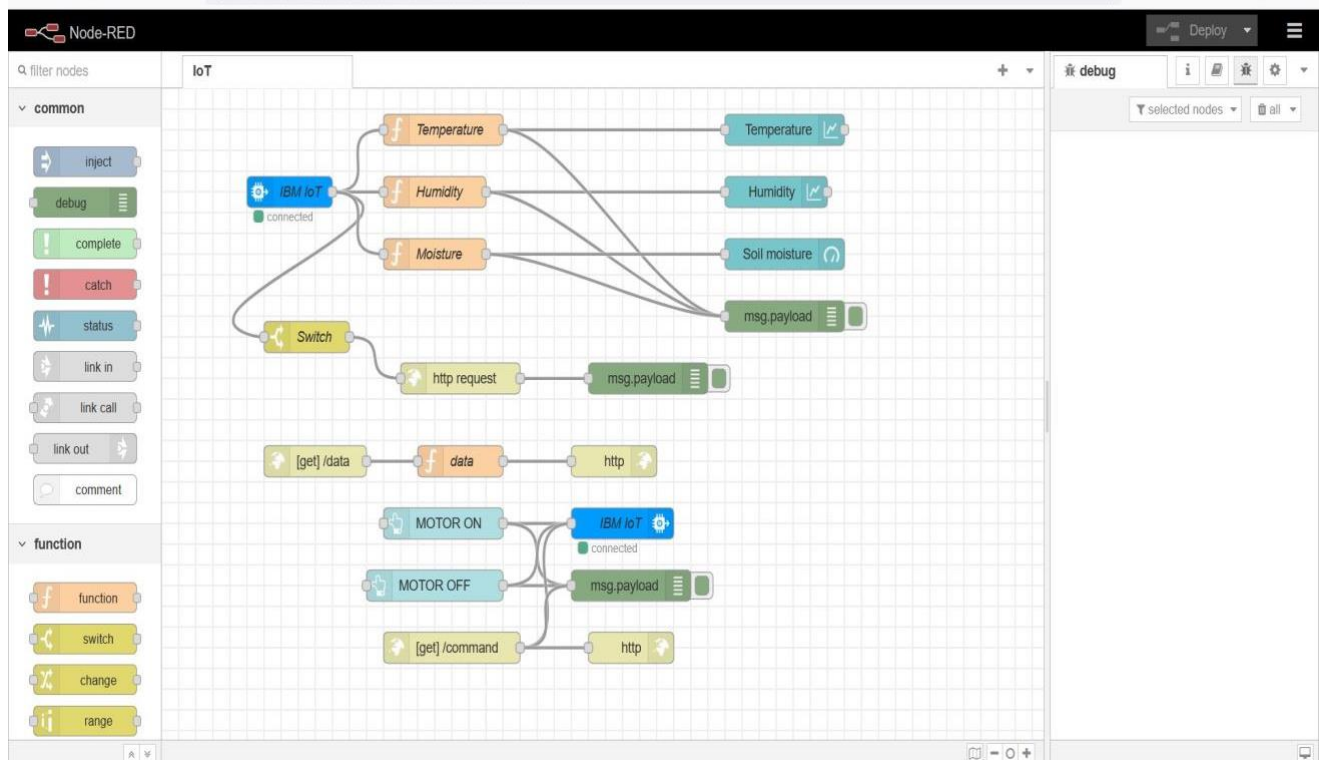 Node-RED
Deploy
filter nodes
IoT
debug
common
selected nodes
all
inject
debug
complete
catch
status
link in
link call
link out
comment
function
function
switch
change
range
Temperature
Temperature
IBM IoT
connected
Humidity
Humidity
Moisture
Soil moisture
msg.payload
Switch
http request
msg.payload
[get] /data
data
http
MOTOR ON
IBM IoT
connected
MOTOR OFF
msg.payload
[get] /command
http